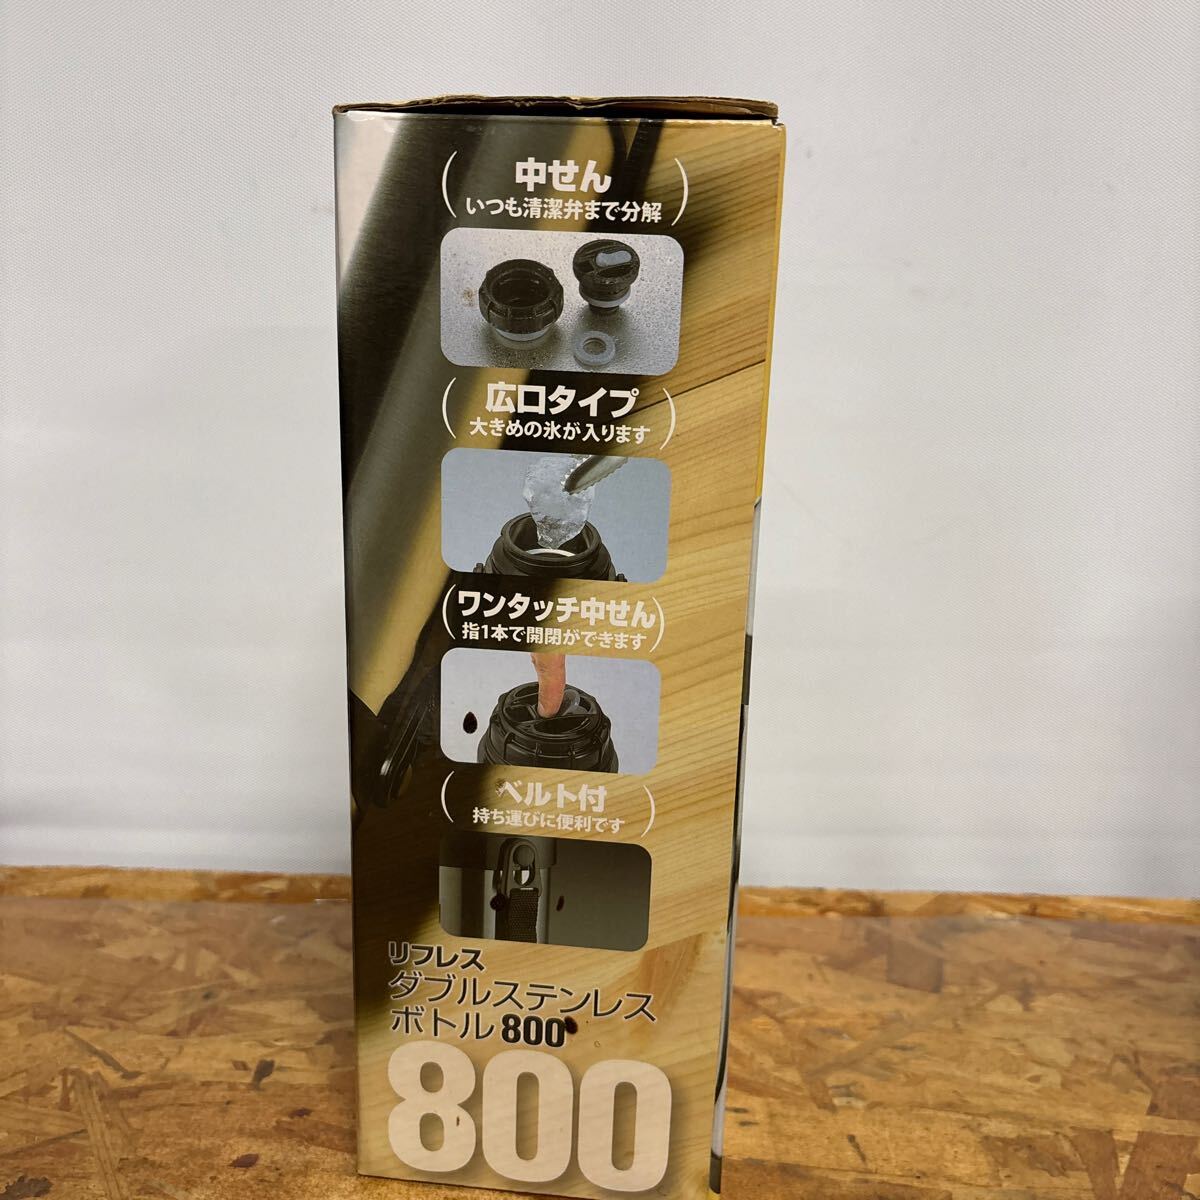 中せん
いつも清潔弁まで分解
広口タイプ
大きめの氷が入ります
ワンタッチ中せん
指1本で開閉ができます
ベルト付
持ち運びに便利です
リフレス
ダブルステンレス
ボトル800
800